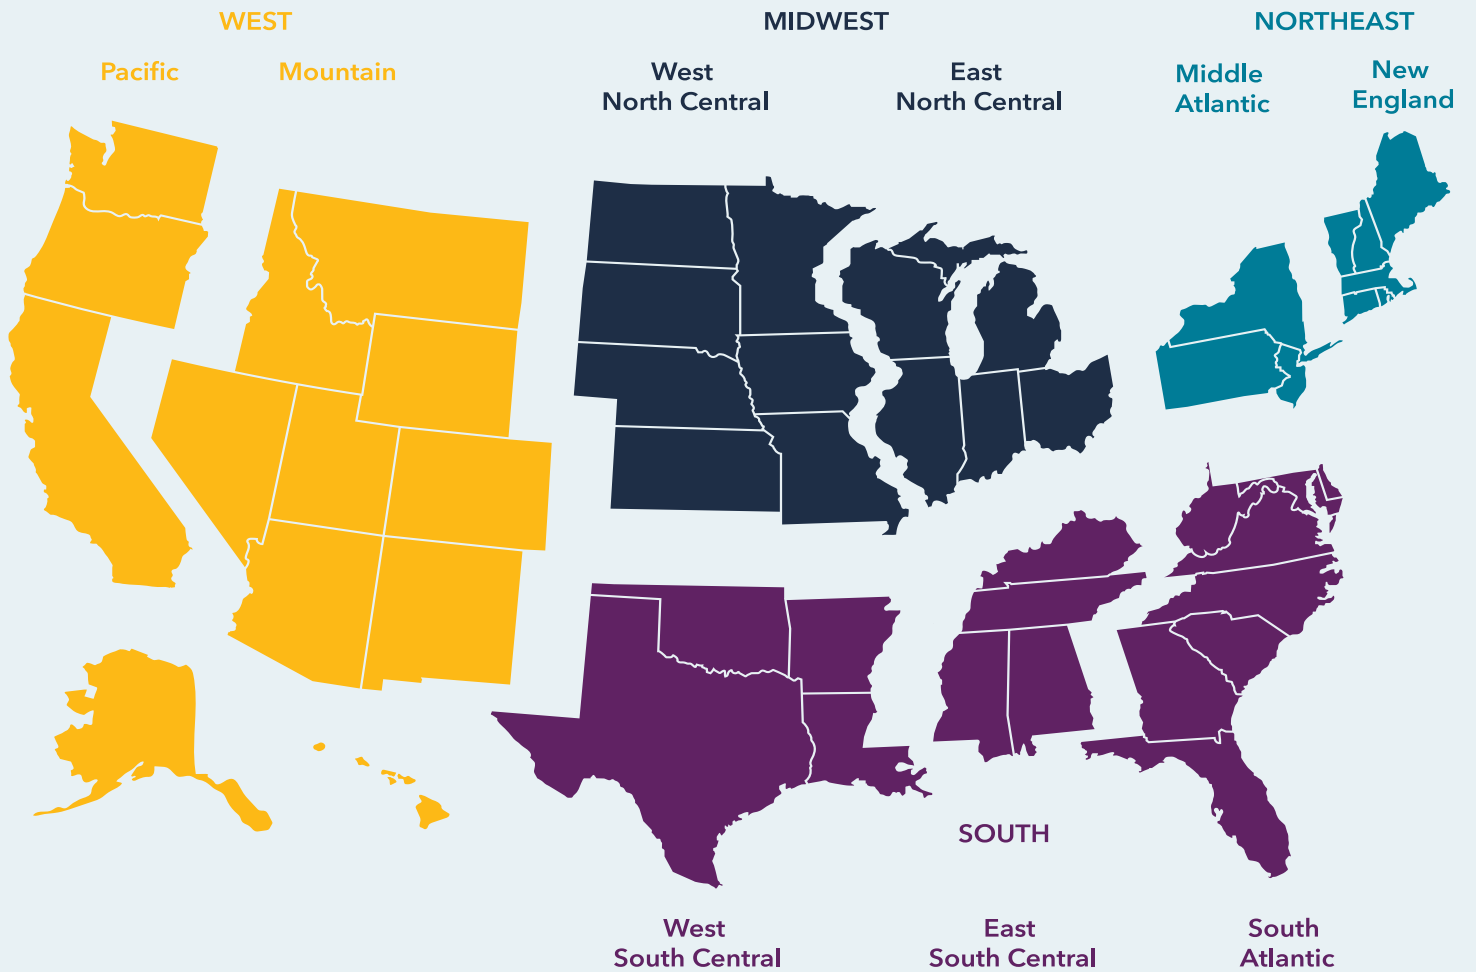 WEST
MIDWEST
NORTHEAST
Pacific
Mountain
West
North Central
East
North Central
Middle
Atlantic
New
England
SOUTH
West
South Central
East
South Central
South
Atlantic